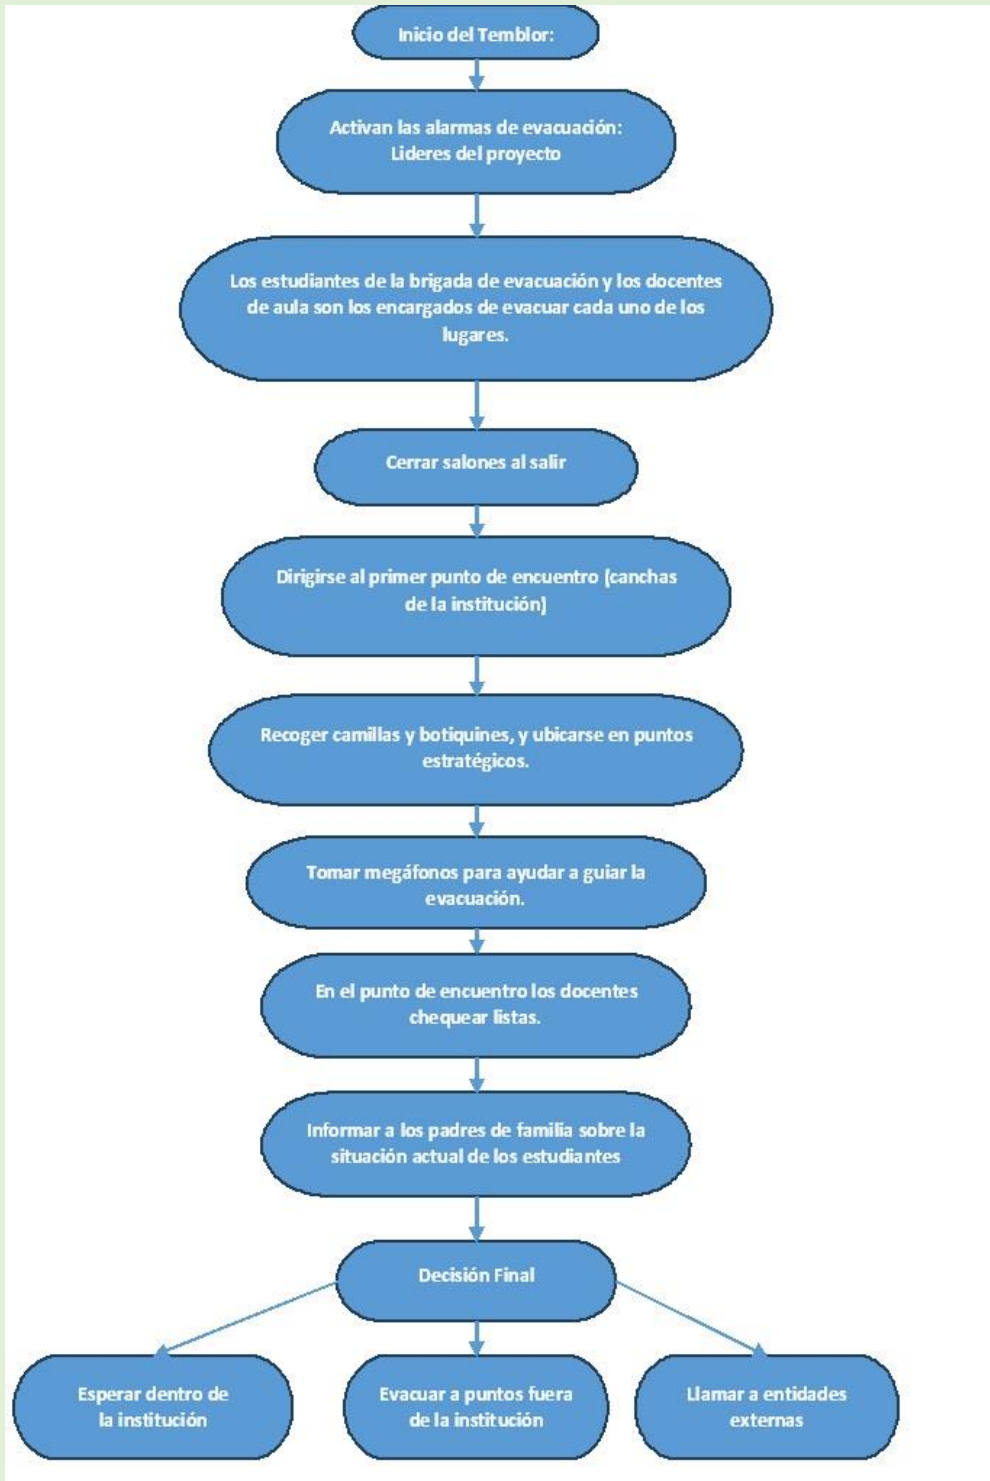 Inicio del Temblor:
Activan las alarmas de evacuación:
Lideres del proyecto
Los estudiantes de la brigada de evacuación y los docentes
de aula son los encargados de evacuar cada uno de los
lugares.
Cerrar salones al salir
Dirigirse al primer punto de encuentro (canchas
de la institución)
Recoger camillas y botiquines, y ubicarse en puntos
estratégicos.
Tomar megáfonos para ayudar a guiar la
evacuación.
En el punto de encuentro los docentes
chequear listas.
Informar a los padres de familia sobre la
situación actual de los estudiantes
Decisión Final
Esperar dentro de
la institución
Evacuar a puntos fuera
de la institución
Llamar a entidades
externas